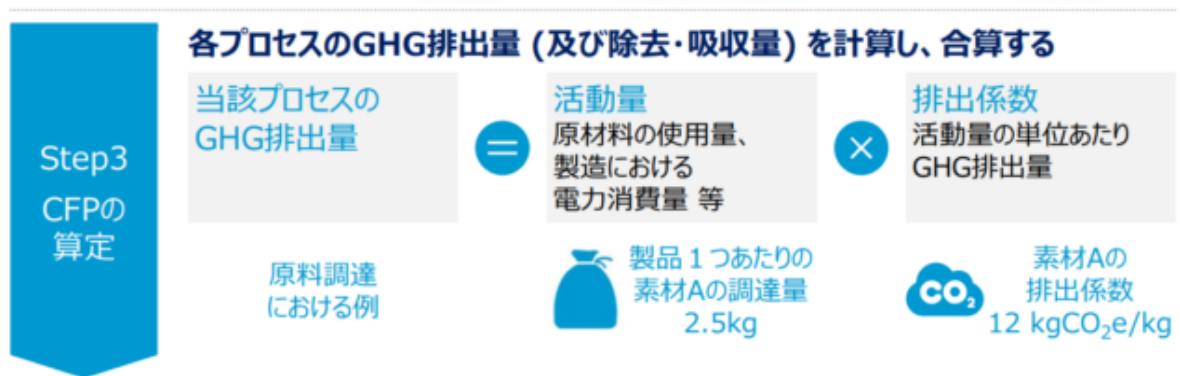 各プロセスのGHG排出量 (及び除去・吸収量) を計算し、合算する
Step3
CFPの
算定
当該プロセスの
GHG排出量
=
活動量
原材料の使用量、
製造における
電力消費量 等
×
排出係数
活動量の単位あたり
GHG排出量
原料調達
における例
製品１つあたりの
素材Aの調達量
2.5kg
CO₂
素材Aの
排出係数
12 kgCO₂e/kg